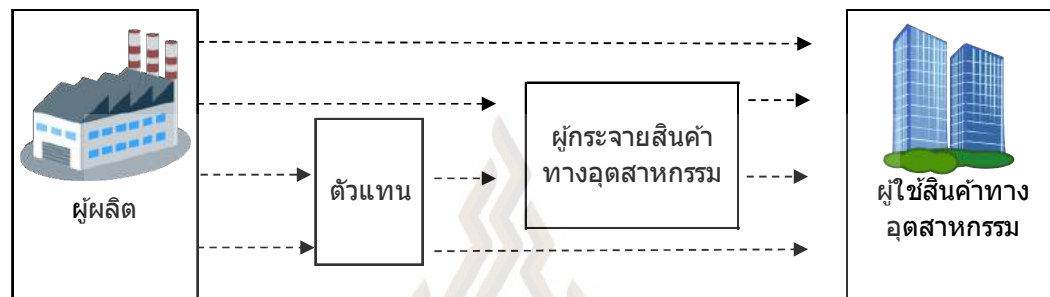 ผู้ผลิต
ตัวแทน
ผู้กระจายสินค้า
ทางอุตสาหกรรม
ผู้ใช้สินค้าทาง
อุตสาหกรรม